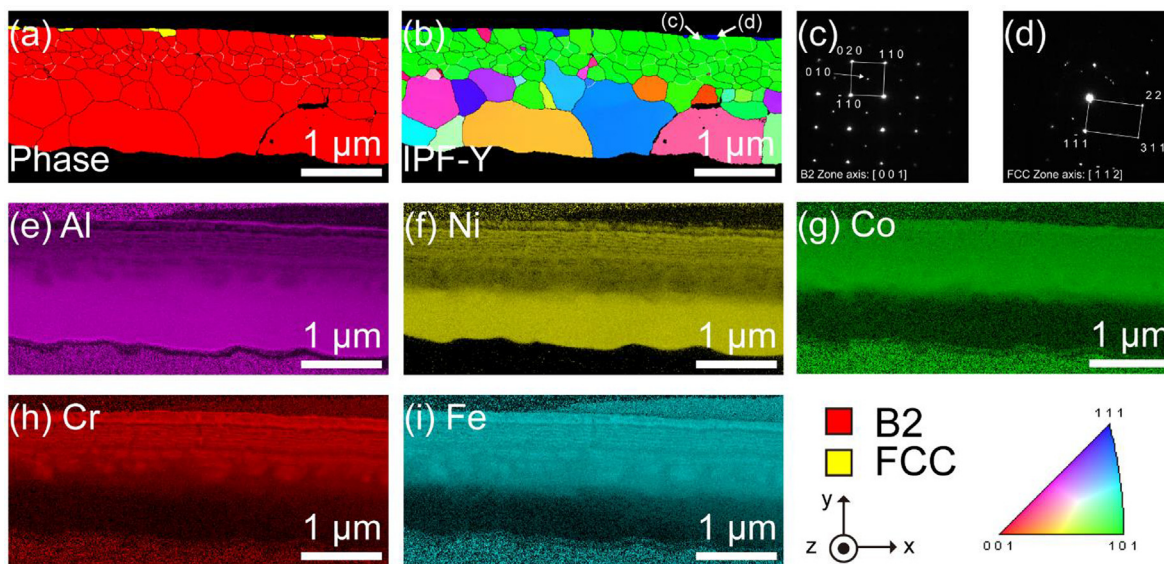 (a)
Phase
1 μm
(b)
(c)
(d)
IPF-Y
1 μm
(c)
0 2 0
1 1 0
0 1 0
1 1 0
B2 Zone axis: [ 0 0 1 ]
(d)
2 2
1 1 1
3 1 1
FCC Zone axis: [ 1 1 2 ]
(e) Al
1 μm
(f) Ni
1 μm
(g) Co
1 μm
(h) Cr
1 μm
(i) Fe
1 μm
B2
FCC
y
z
x
1 1 1
0 0 1
1 0 1